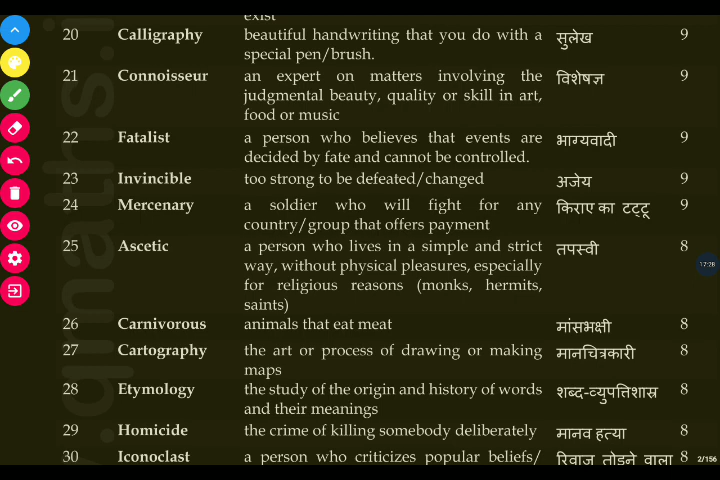 exist
20 Calligraphy beautiful handwriting that you do with a सुलेख 9
special pen/brush.
21 Connoisseur an expert on matters involving the विशेषज्ञ 9
judgmental beauty, quality or skill in art,
food or music
22 Fatalist a person who believes that events are भाग्यवादी 9
decided by fate and cannot be controlled.
23 Invincible too strong to be defeated/changed अजेय 9
24 Mercenary a soldier who will fight for any किराए का टट्टू 9
country/group that offers payment
25 Ascetic a person who lives in a simple and strict तपस्वी 8
way, without physical pleasures, especially
for religious reasons (monks, hermits,
saints)
17:28
26 Carnivorous animals that eat meat मांसभक्षी 8
27 Cartography the art or process of drawing or making मानचित्रकारी 8
maps
28 Etymology the study of the origin and history of words शब्द-व्युपत्तिशास्र 8
and their meanings
29 Homicide the crime of killing somebody deliberately मानव हत्या 8
30 Iconoclast a person who criticizes popular beliefs/ रिवाज तोड़ने वाला 8
2/156